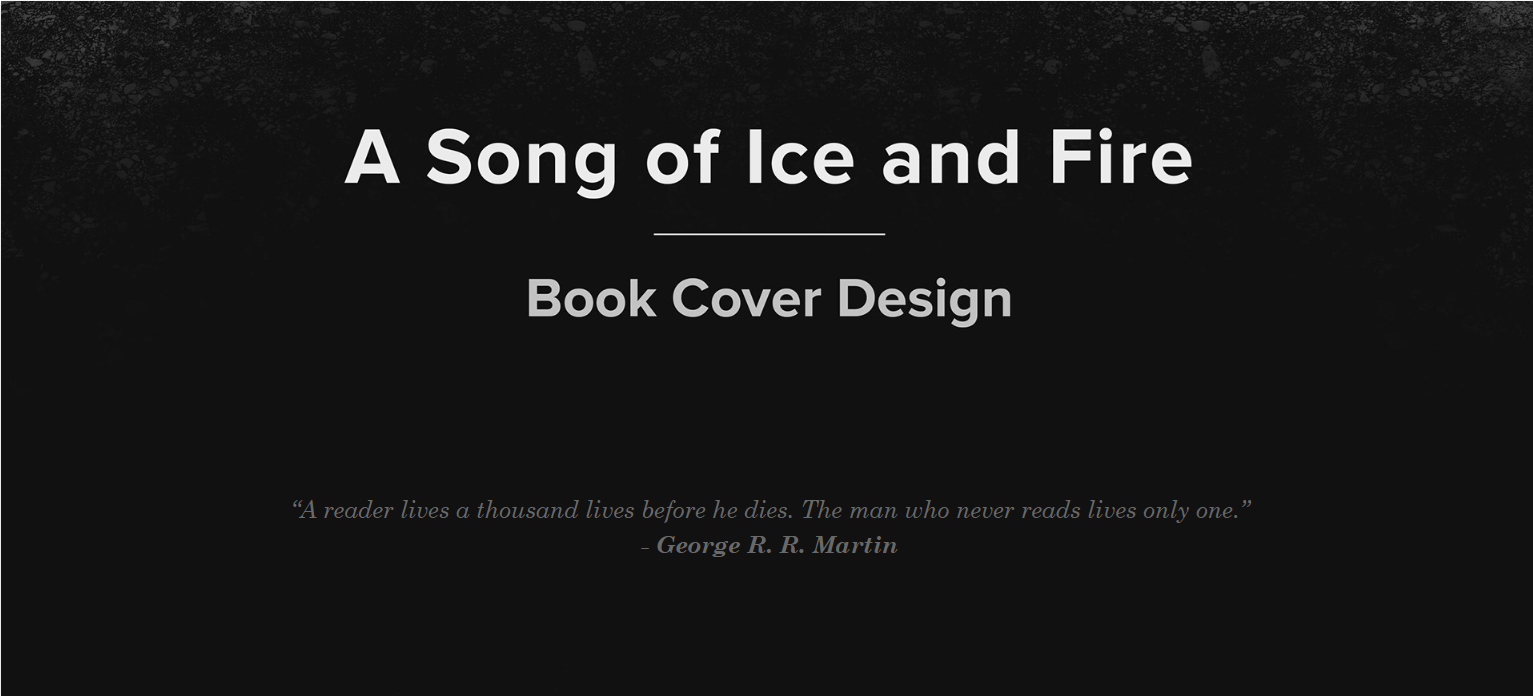 A Song of Ice and Fire
Book Cover Design
“A reader lives a thousand lives before he dies. The man who never reads lives only one.”
- George R. R. Martin